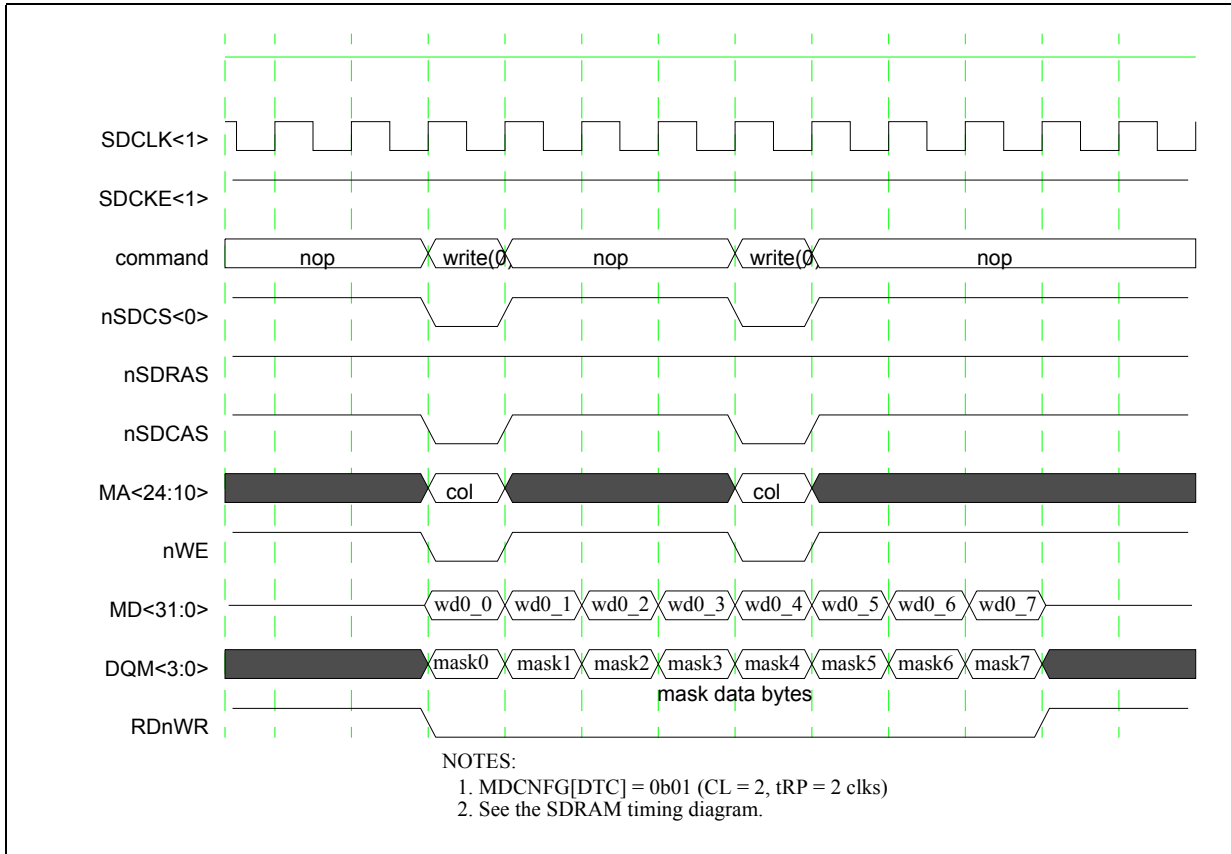 SDCLK<1>
SDCKE<1>
command nop write(0) nop write(0) nop
nSDCS<0>
nSDRAS
nSDCAS
MA<24:10> col col
nWE
MD<31:0> wd0_0 wd0_1 wd0_2 wd0_3 wd0_4 wd0_5 wd0_6 wd0_7
DQM<3:0> mask0 mask1 mask2 mask3 mask4 mask5 mask6 mask7
mask data bytes
RDnWR
NOTES:
1. MDCNFG[DTC] = 0b01 (CL = 2, tRP = 2 clks)
2. See the SDRAM timing diagram.